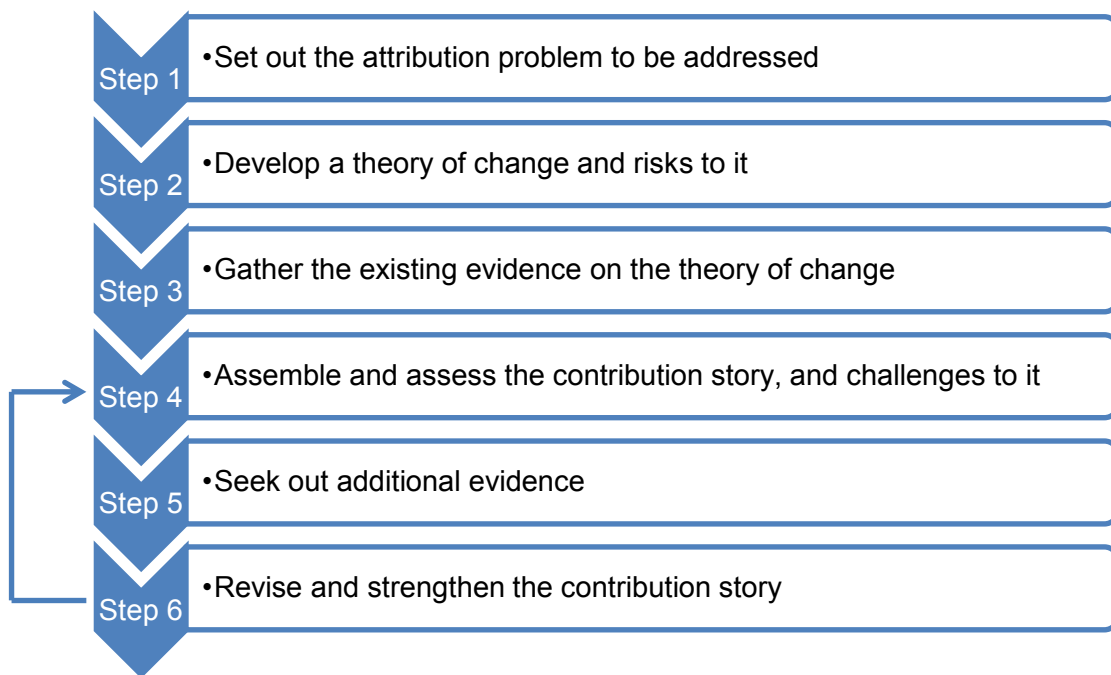 Step 1
•Set out the attribution problem to be addressed
Step 2
•Develop a theory of change and risks to it
Step 3
•Gather the existing evidence on the theory of change
Step 4
•Assemble and assess the contribution story, and challenges to it
Step 5
•Seek out additional evidence
Step 6
•Revise and strengthen the contribution story